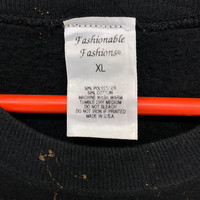 Fashionable
Fashions®
XL
50% POLYESTER
50% COTTON
MACHINE WASH WARM
TUMBLE DRY MEDIUM
DO NOT BLEACH
DO NOT IRON IF PRINTED
MADE IN U.S.A.